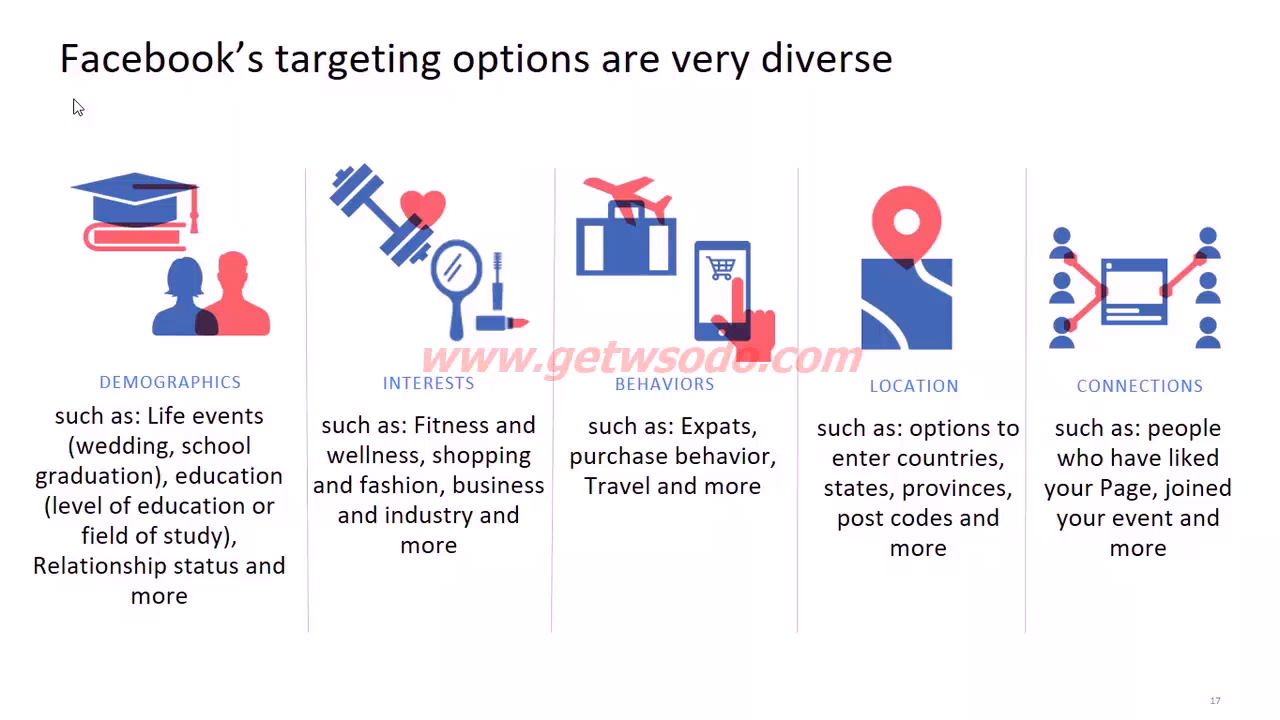 Facebook’s targeting options are very diverse
www.getwsodo.com
DEMOGRAPHICS
such as: Life events
(wedding, school
graduation), education
(level of education or
field of study),
Relationship status and
more
INTERESTS
such as: Fitness and
wellness, shopping
and fashion, business
and industry and
more
BEHAVIORS
such as: Expats,
purchase behavior,
Travel and more
LOCATION
such as: options to
enter countries,
states, provinces,
post codes and
more
CONNECTIONS
such as: people
who have liked
your Page, joined
your event and
more
17